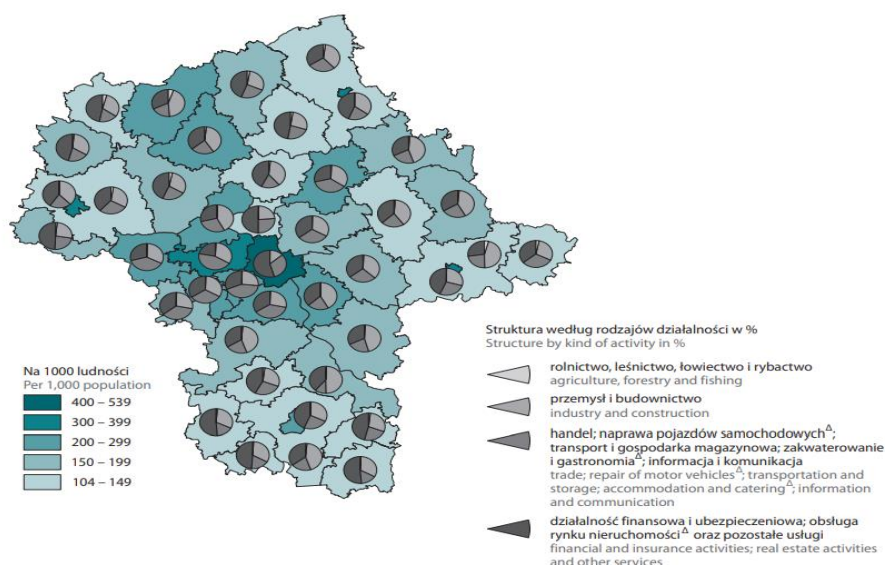 Na 1000 ludności
Per 1,000 population
400 – 539
300 – 399
200 – 299
150 – 199
104 – 149
Struktura według rodzajów działalności w %
Structure by kind of activity in %
rolnictwo, leśnictwo, łowiectwo i rybactwo
agriculture, forestry and fishing
przemysł i budownictwo
industry and construction
handel; naprawa pojazdów samochodowych∆;
transport i gospodarka magazynowa; zakwaterowanie
i gastronomia∆; informacja i komunikacja
trade; repair of motor vehicles∆; transportation and
storage; accommodation and catering∆; information
and communication
działalność finansowa i ubezpieczeniowa; obsługa
rynku nieruchomości∆ oraz pozostałe usługi
financial and insurance activities; real estate activities
and other services